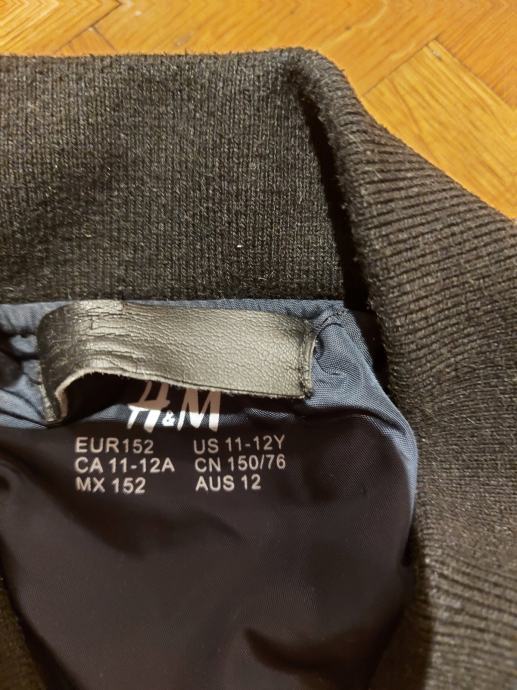 H&M
EUR152 US 11-12Y
CA 11-12A CN 150/76
MX 152 AUS 12